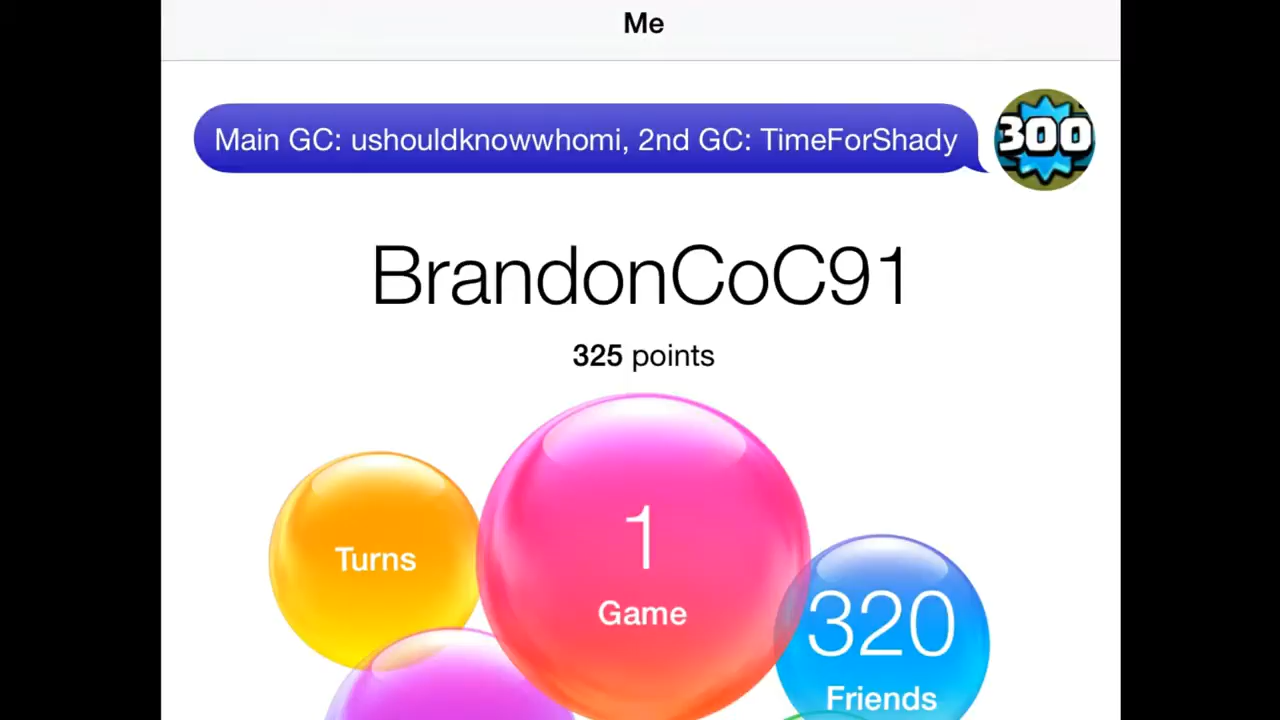 Me
Main GC: ushouldknowwhomi, 2nd GC: TimeForShady
300
BrandonCoC91
325 points
Turns
1
Game
320
Friends